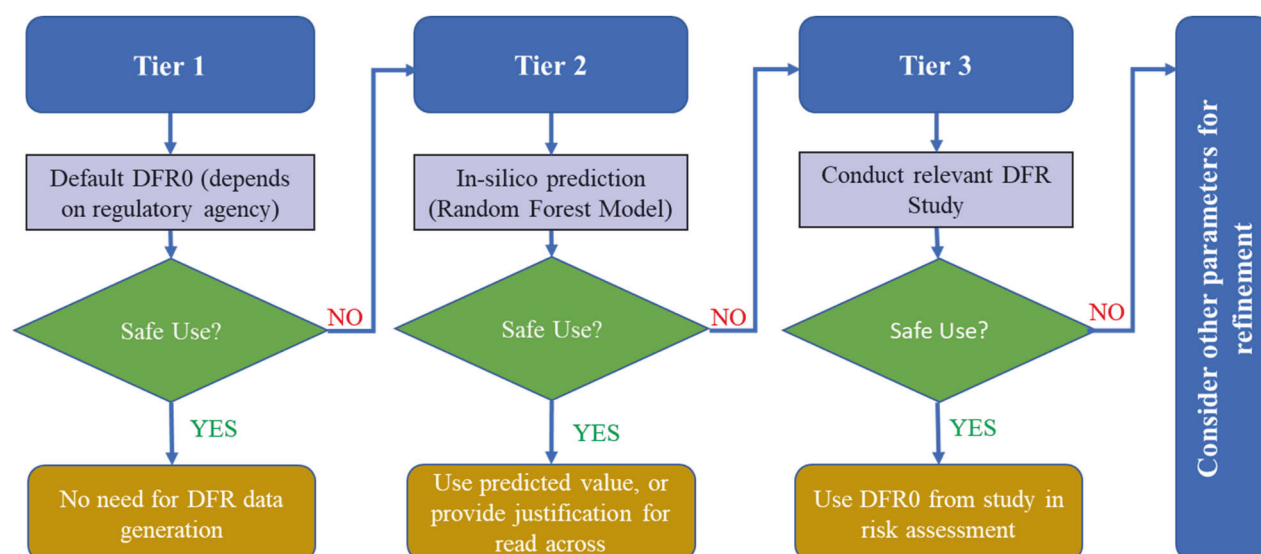 Tier 1
Default DFR0 (depends
on regulatory agency)
Safe Use?
NO
YES
No need for DFR data
generation
Tier 2
In-silico prediction
(Random Forest Model)
Safe Use?
NO
YES
Use predicted value, or
provide justification for
read across
Tier 3
Conduct relevant DFR
Study
Safe Use?
NO
YES
Use DFR0 from study in
risk assessment
Consider other parameters for
refinement